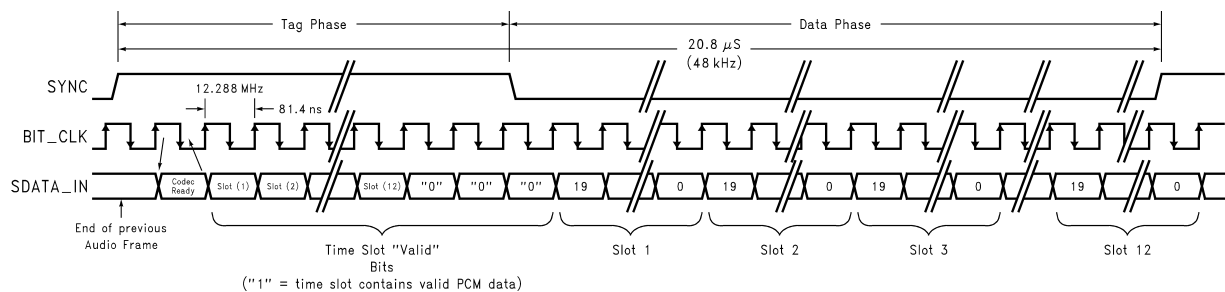 Tag Phase
Data Phase
20.8 µS
(48 kHz)
SYNC
12.288 MHz
81.4 ns
BIT_CLK
SDATA_IN
Codec
Ready
Slot (1)
Slot (2)
Slot (12)
"0"
"0"
"0"
19
0
19
0
19
0
19
0
End of previous
Audio Frame
Time Slot "Valid"
Bits
("1" = time slot contains valid PCM data)
Slot 1
Slot 2
Slot 3
Slot 12